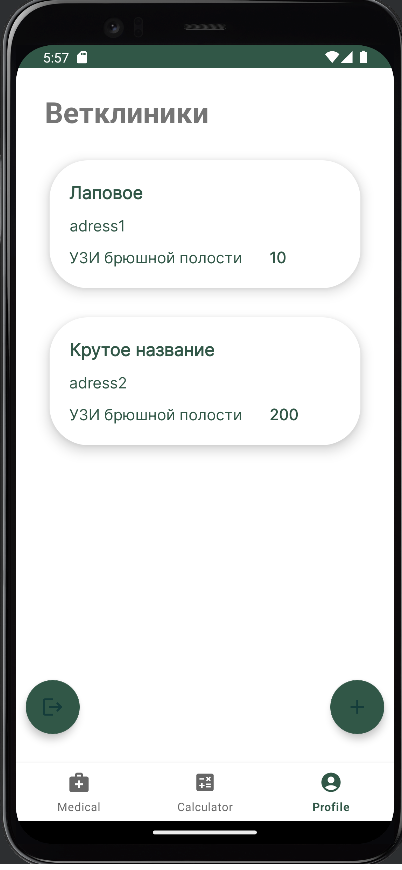 5:57
Ветклиники
Лаповое
adress1
УЗИ брюшной полости 10
Крутое название
adress2
УЗИ брюшной полости 200
Medical Calculator Profile